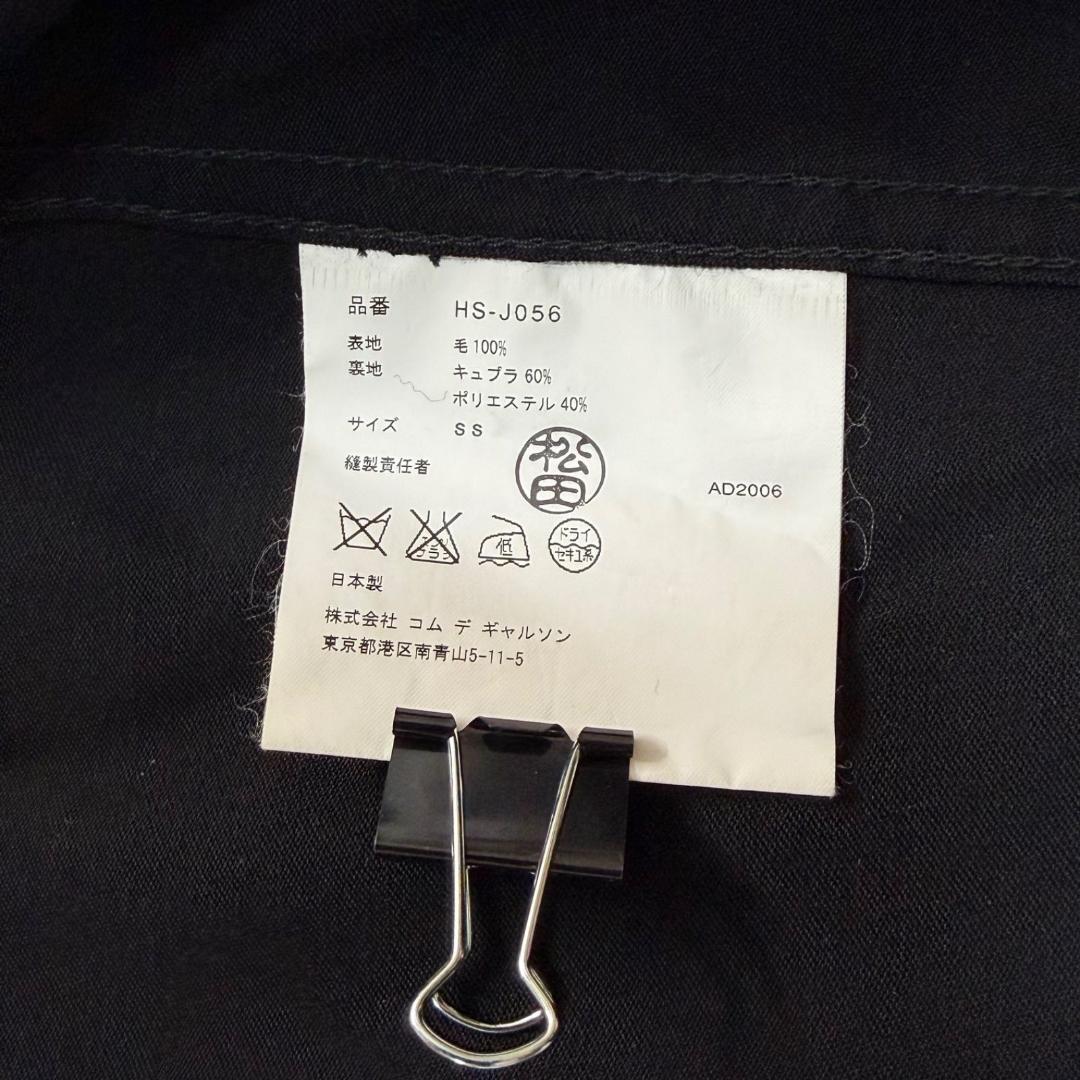 品番 HS-J056
表地 毛 100%
裏地 キュプラ 60%
ポリエステル 40%
サイズ SS
縫製責任者 松田
AD2006
低
ドライ
セキユ系
日本製
株式会社 コム デ ギャルソン
東京都港区南青山5-11-5